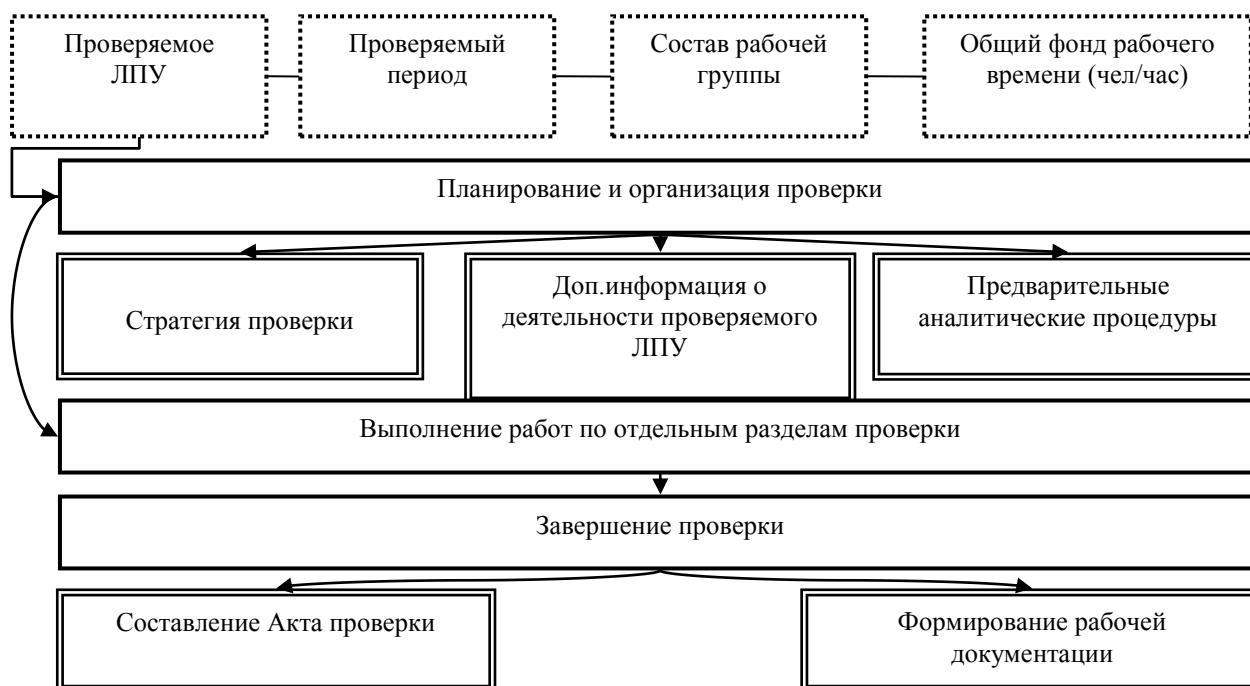 Проверяемое
ЛПУ
Проверяемый
период
Состав рабочей
группы
Общий фонд рабочего
времени (чел/час)
Планирование и организация проверки
Стратегия проверки
Доп.информация о
деятельности проверяемого
ЛПУ
Предварительные
аналитические процедуры
Выполнение работ по отдельным разделам проверки
Завершение проверки
Составление Акта проверки
Формирование рабочей
документации